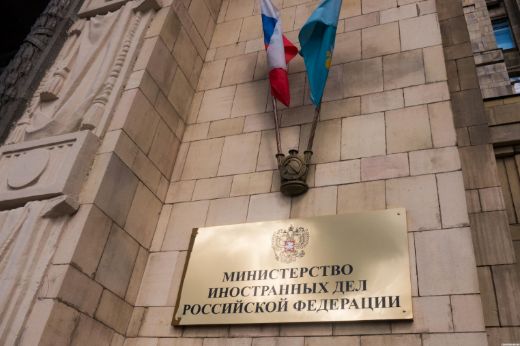 МИНИСТЕРСТВО
ИНОСТРАННЫХ ДЕЛ
РОССИЙСКОЙ ФЕДЕРАЦИИ